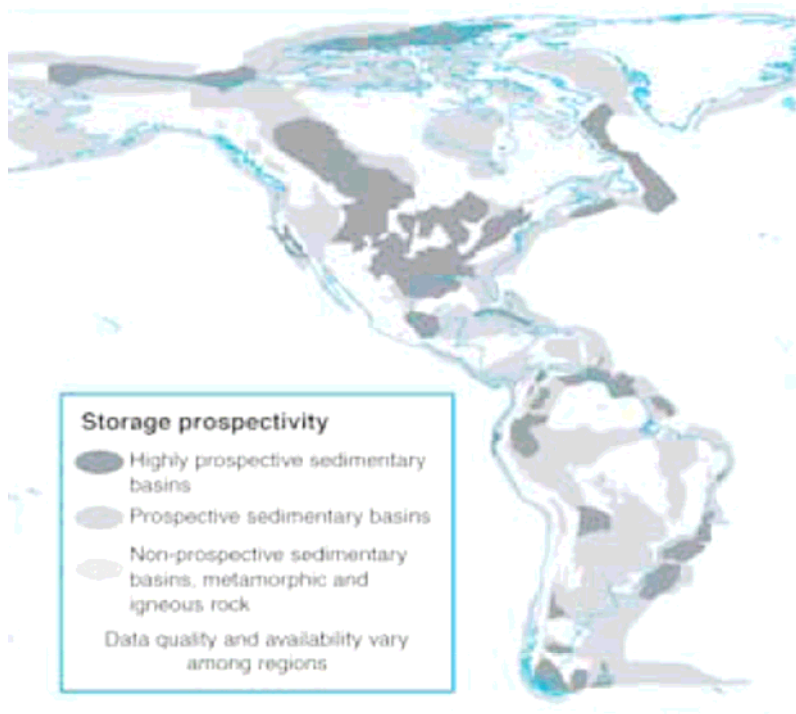 Storage prospectivity
Highly prospective sedimentary
basins
Prospective sedimentary basins
Non-prospective sedimentary
basins, metamorphic and
igneous rock
Data quality and availability vary
among regions